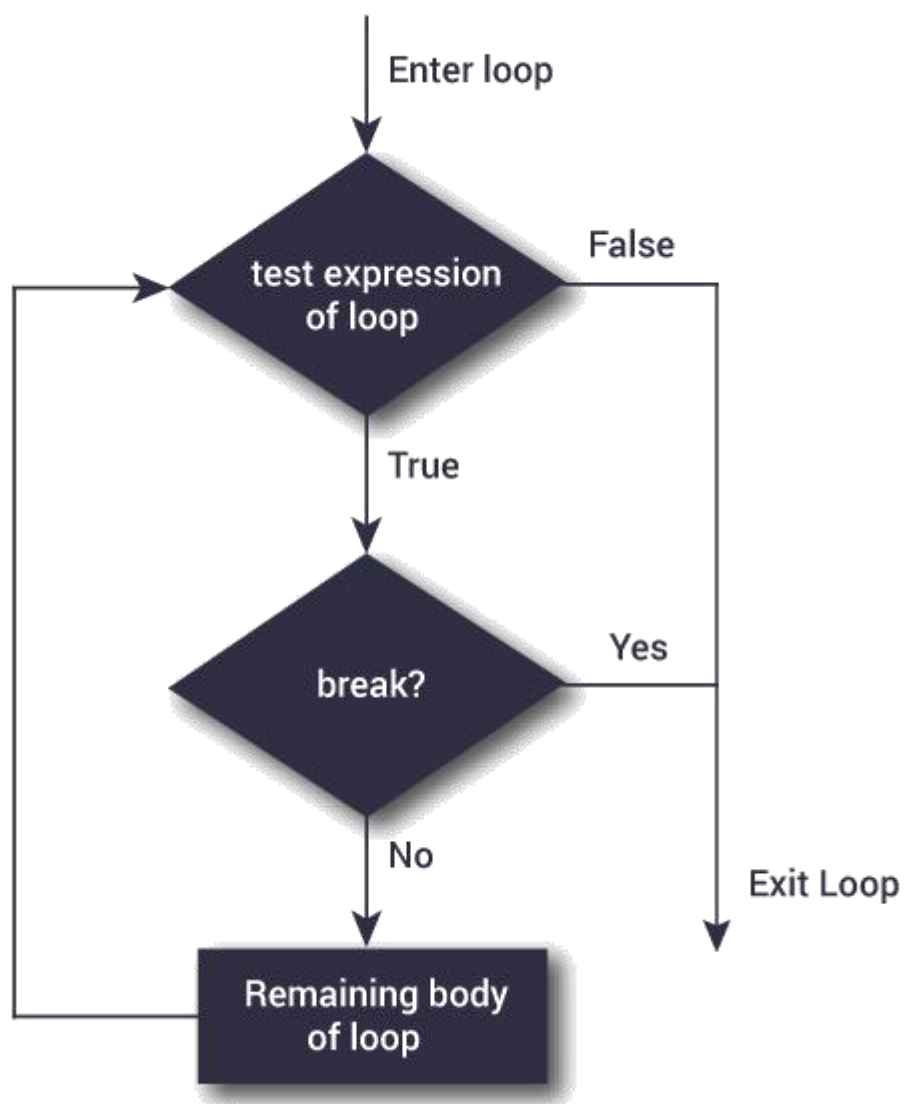 Enter loop
test expression
of loop
False
True
break?
Yes
No
Exit Loop
Remaining body
of loop